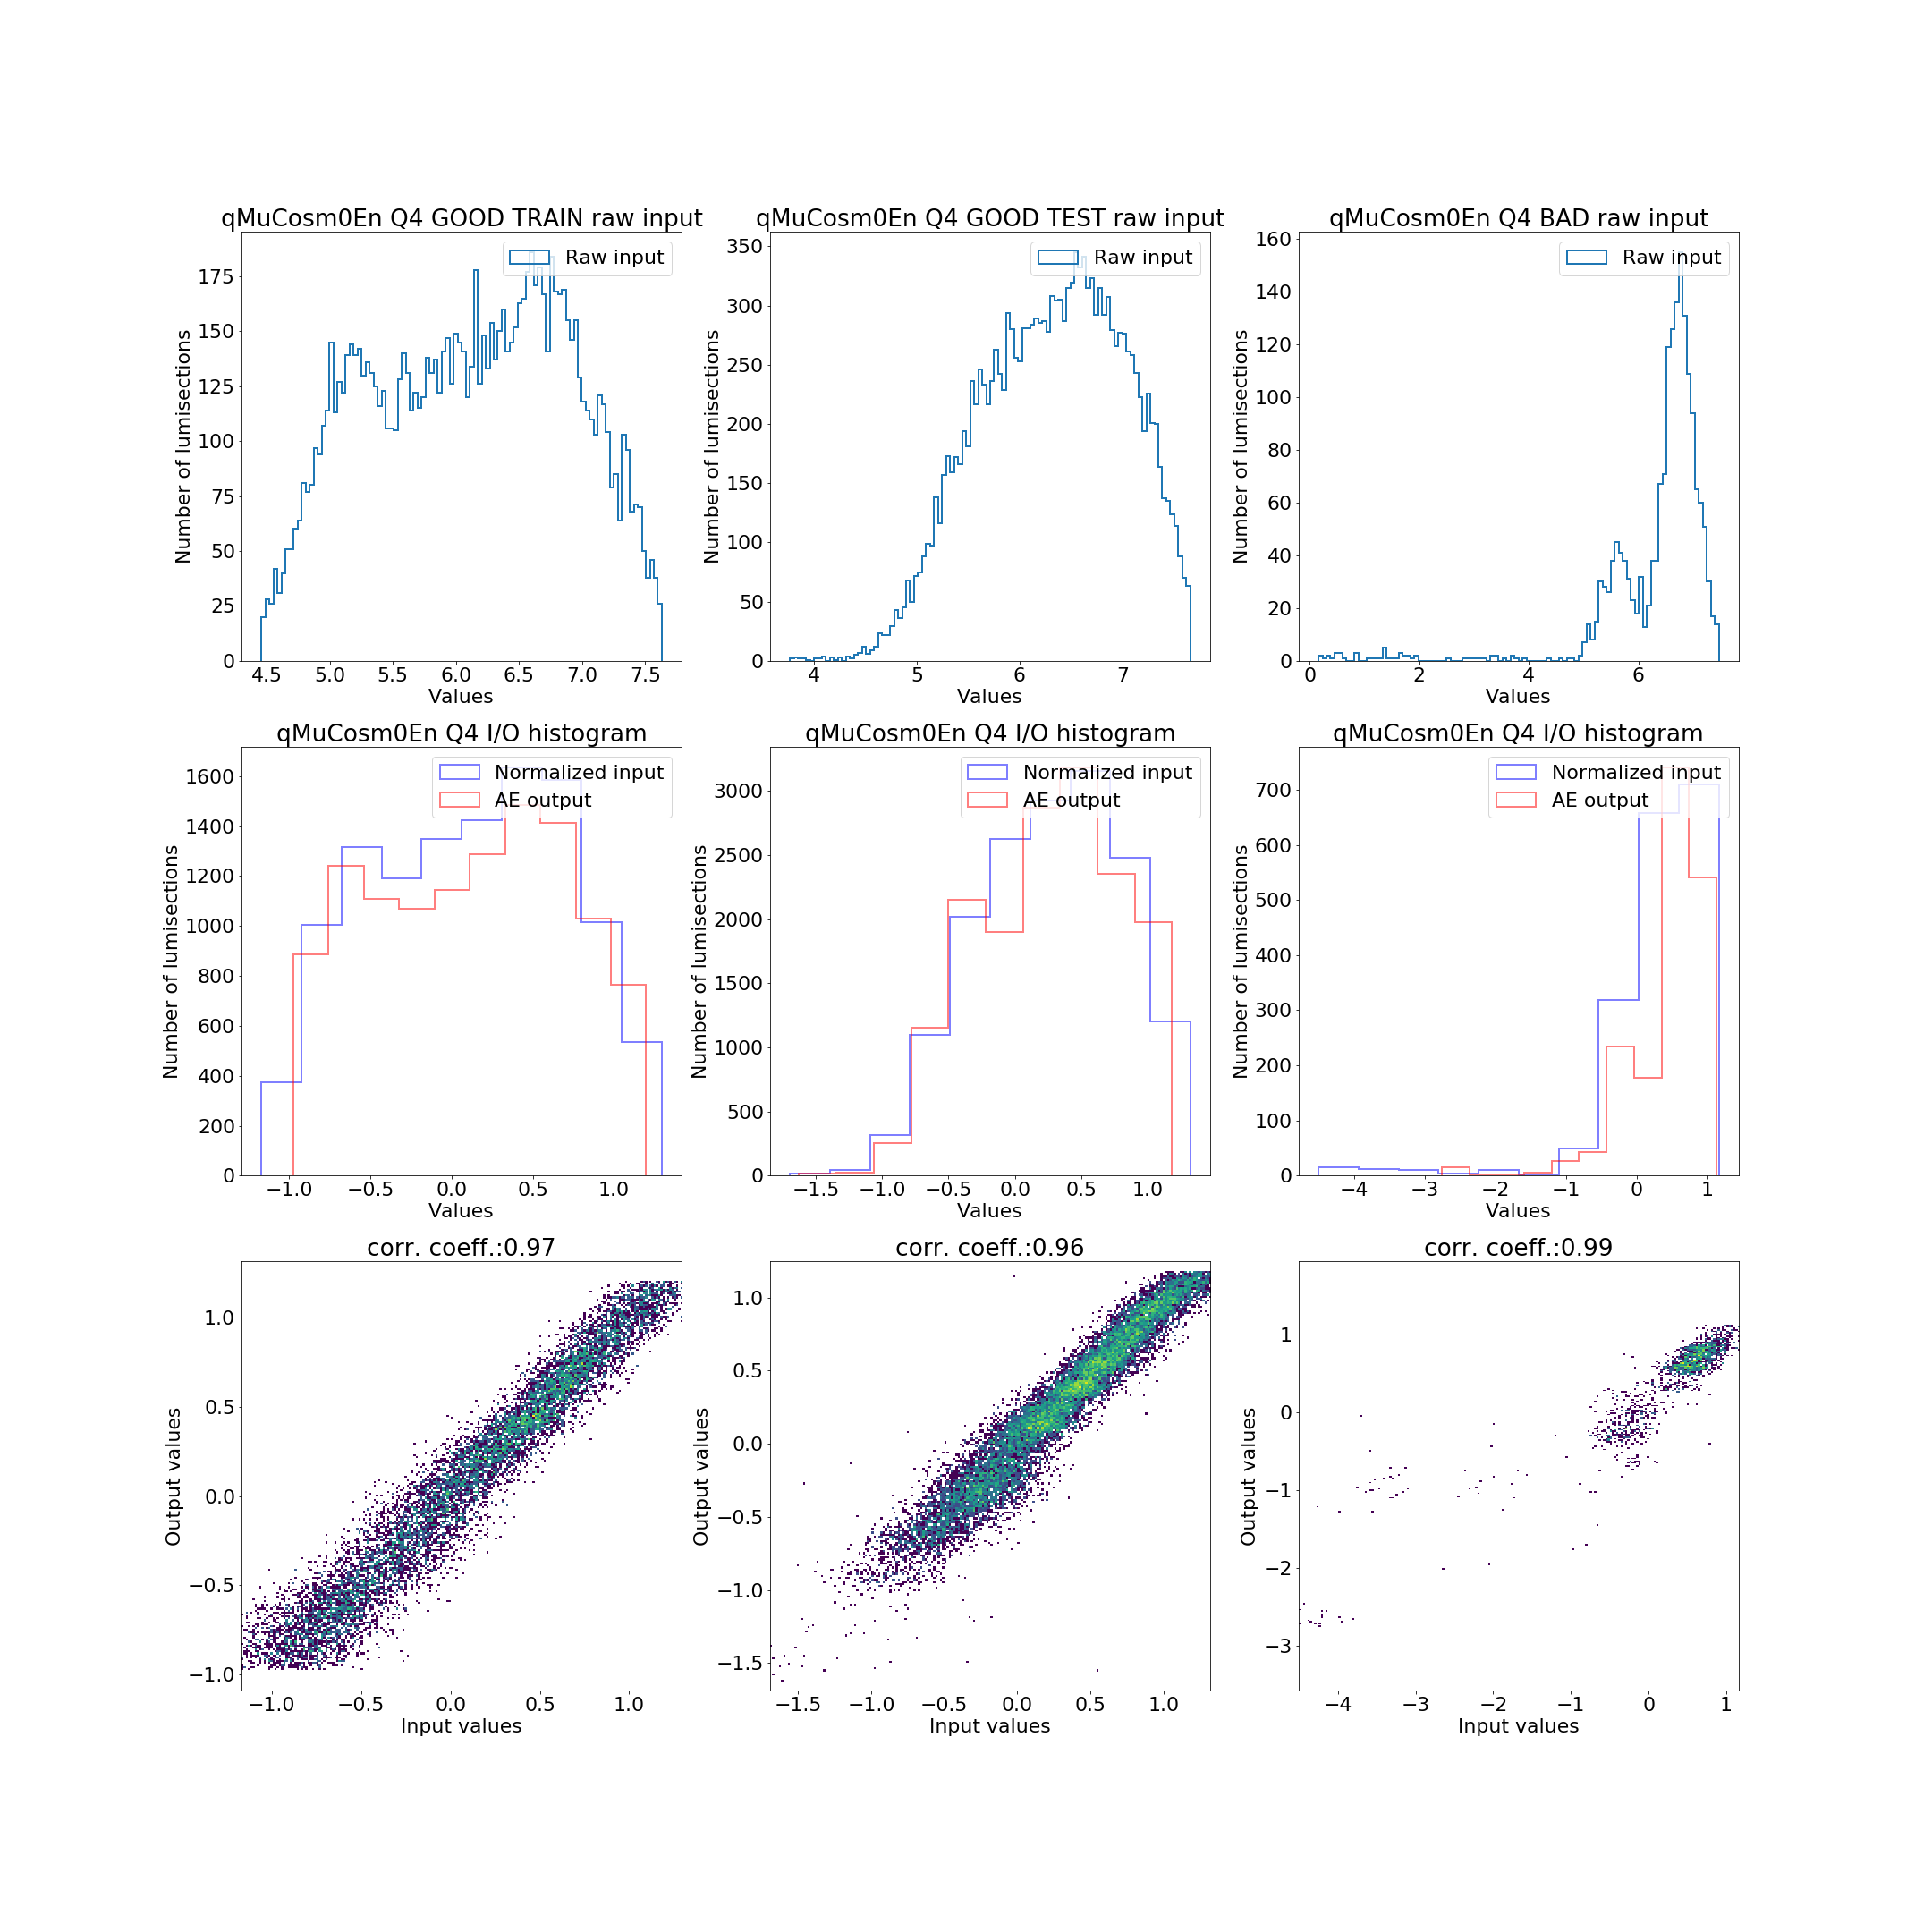 qMuCosm0En Q4 GOOD TRAIN raw input
Number of lumisections
175
150
125
100
75
50
25
0
Raw input
4.5 5.0 5.5 6.0 6.5 7.0 7.5
Values
qMuCosm0En Q4 GOOD TEST raw input
Number of lumisections
350
300
250
200
150
100
50
0
Raw input
4 5 6 7
Values
qMuCosm0En Q4 BAD raw input
Number of lumisections
160
140
120
100
80
60
40
20
0
Raw input
0 2 4 6
Values
qMuCosm0En Q4 I/O histogram
Number of lumisections
1600
1400
1200
1000
800
600
400
200
0
Normalized input
AE output
−1.0 −0.5 0.0 0.5 1.0
Values
qMuCosm0En Q4 I/O histogram
Number of lumisections
3000
2500
2000
1500
1000
500
0
Normalized input
AE output
−1.5 −1.0 −0.5 0.0 0.5 1.0
Values
qMuCosm0En Q4 I/O histogram
Number of lumisections
700
600
500
400
300
200
100
0
Normalized input
AE output
−4 −3 −2 −1 0 1
Values
corr. coeff.:0.97
Output values
1.0
0.5
0.0
−0.5
−1.0
−1.0 −0.5 0.0 0.5 1.0
Input values
corr. coeff.:0.96
Output values
1.0
0.5
0.0
−0.5
−1.0
−1.5
−1.5 −1.0 −0.5 0.0 0.5 1.0
Input values
corr. coeff.:0.99
Output values
1
0
−1
−2
−3
−4 −3 −2 −1 0 1
Input values